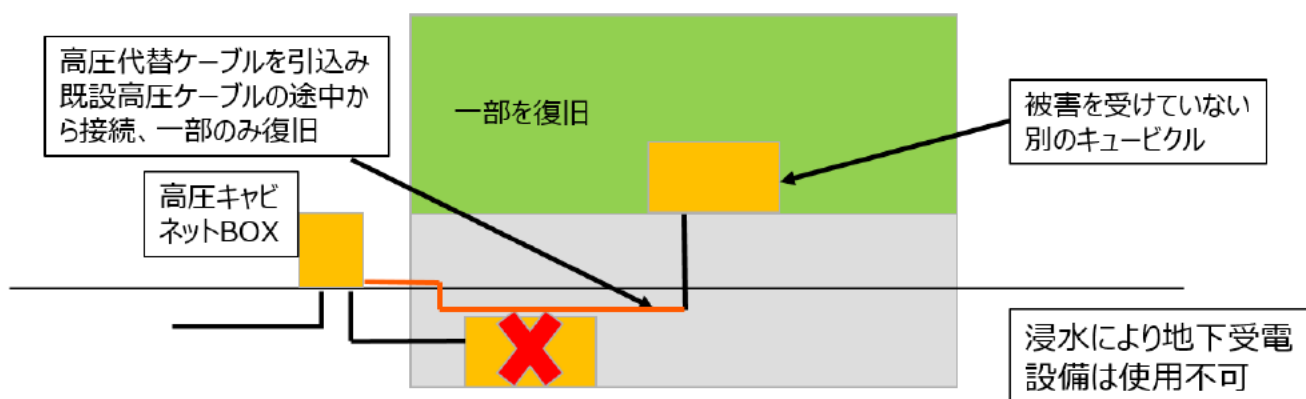 高圧代替ケーブルを引込み
既設高圧ケーブルの途中か
ら接続、一部のみ復旧
一部を復旧
被害を受けていない
別のキュービクル
高圧キャビ
ネットBOX
浸水により地下受電
設備は使用不可